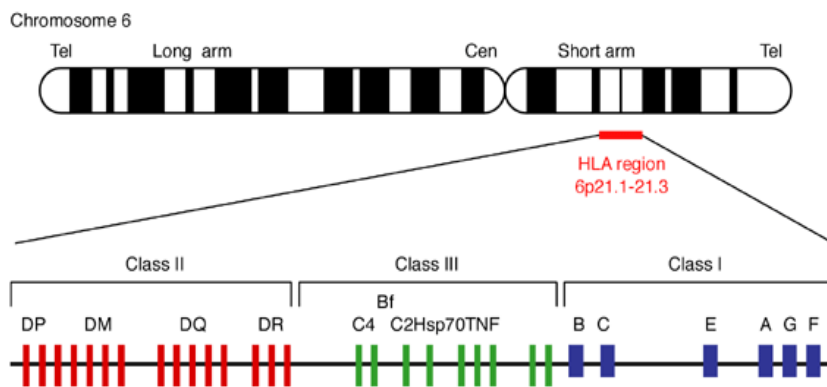 Chromosome 6
Tel Long arm Cen Short arm Tel
HLA region
6p21.1-21.3
Class II Class III Class I
Bf
DP DM DQ DR C4 C2Hsp70TNF B C E A G F